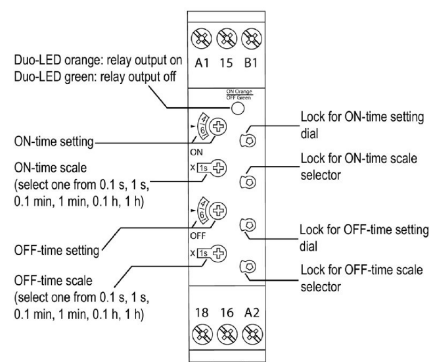 A1 15 B1
Duo-LED orange: relay output on
Duo-LED green: relay output off
ON Orange
OFF Green
Lock for ON-time setting
dial
ON-time setting
ON
Lock for ON-time scale
selector
ON-time scale
(select one from 0.1 s, 1 s,
0.1 min, 1 min, 0.1 h, 1 h)
X 1s
Lock for OFF-time setting
dial
OFF-time setting
OFF
X 1s
Lock for OFF-time scale
selector
OFF-time scale
(select one from 0.1 s, 1 s,
0.1 min, 1 min, 0.1 h, 1 h)
18 16 A2